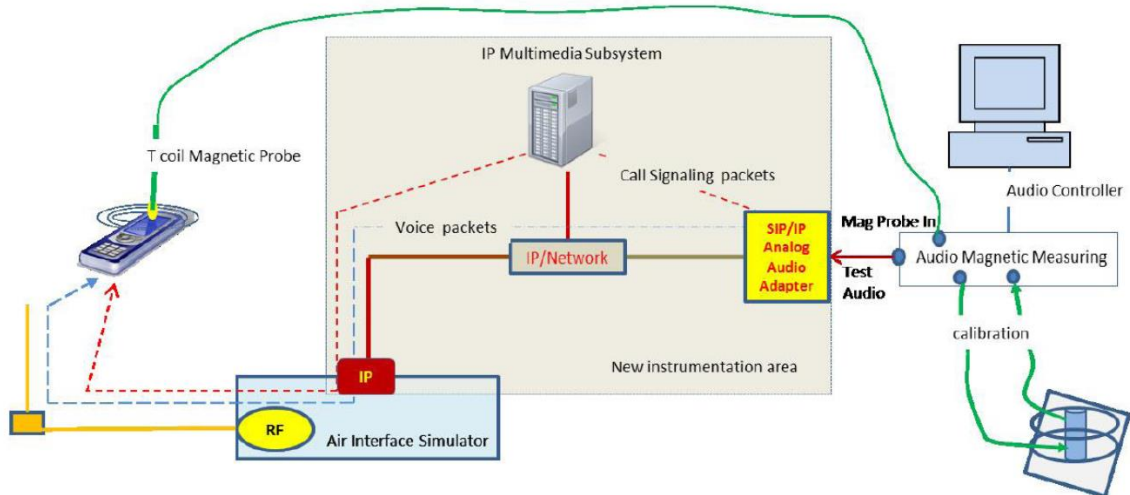 IP Multimedia Subsystem
T coil Magnetic Probe
Call Signaling packets
Audio Controller
Voice packets
Mag Probe In
SIP/IP
Analog
Audio
Adapter
IP/Network
Audio Magnetic Measuring
Test
Audio
calibration
New instrumentation area
IP
RF
Air Interface Simulator